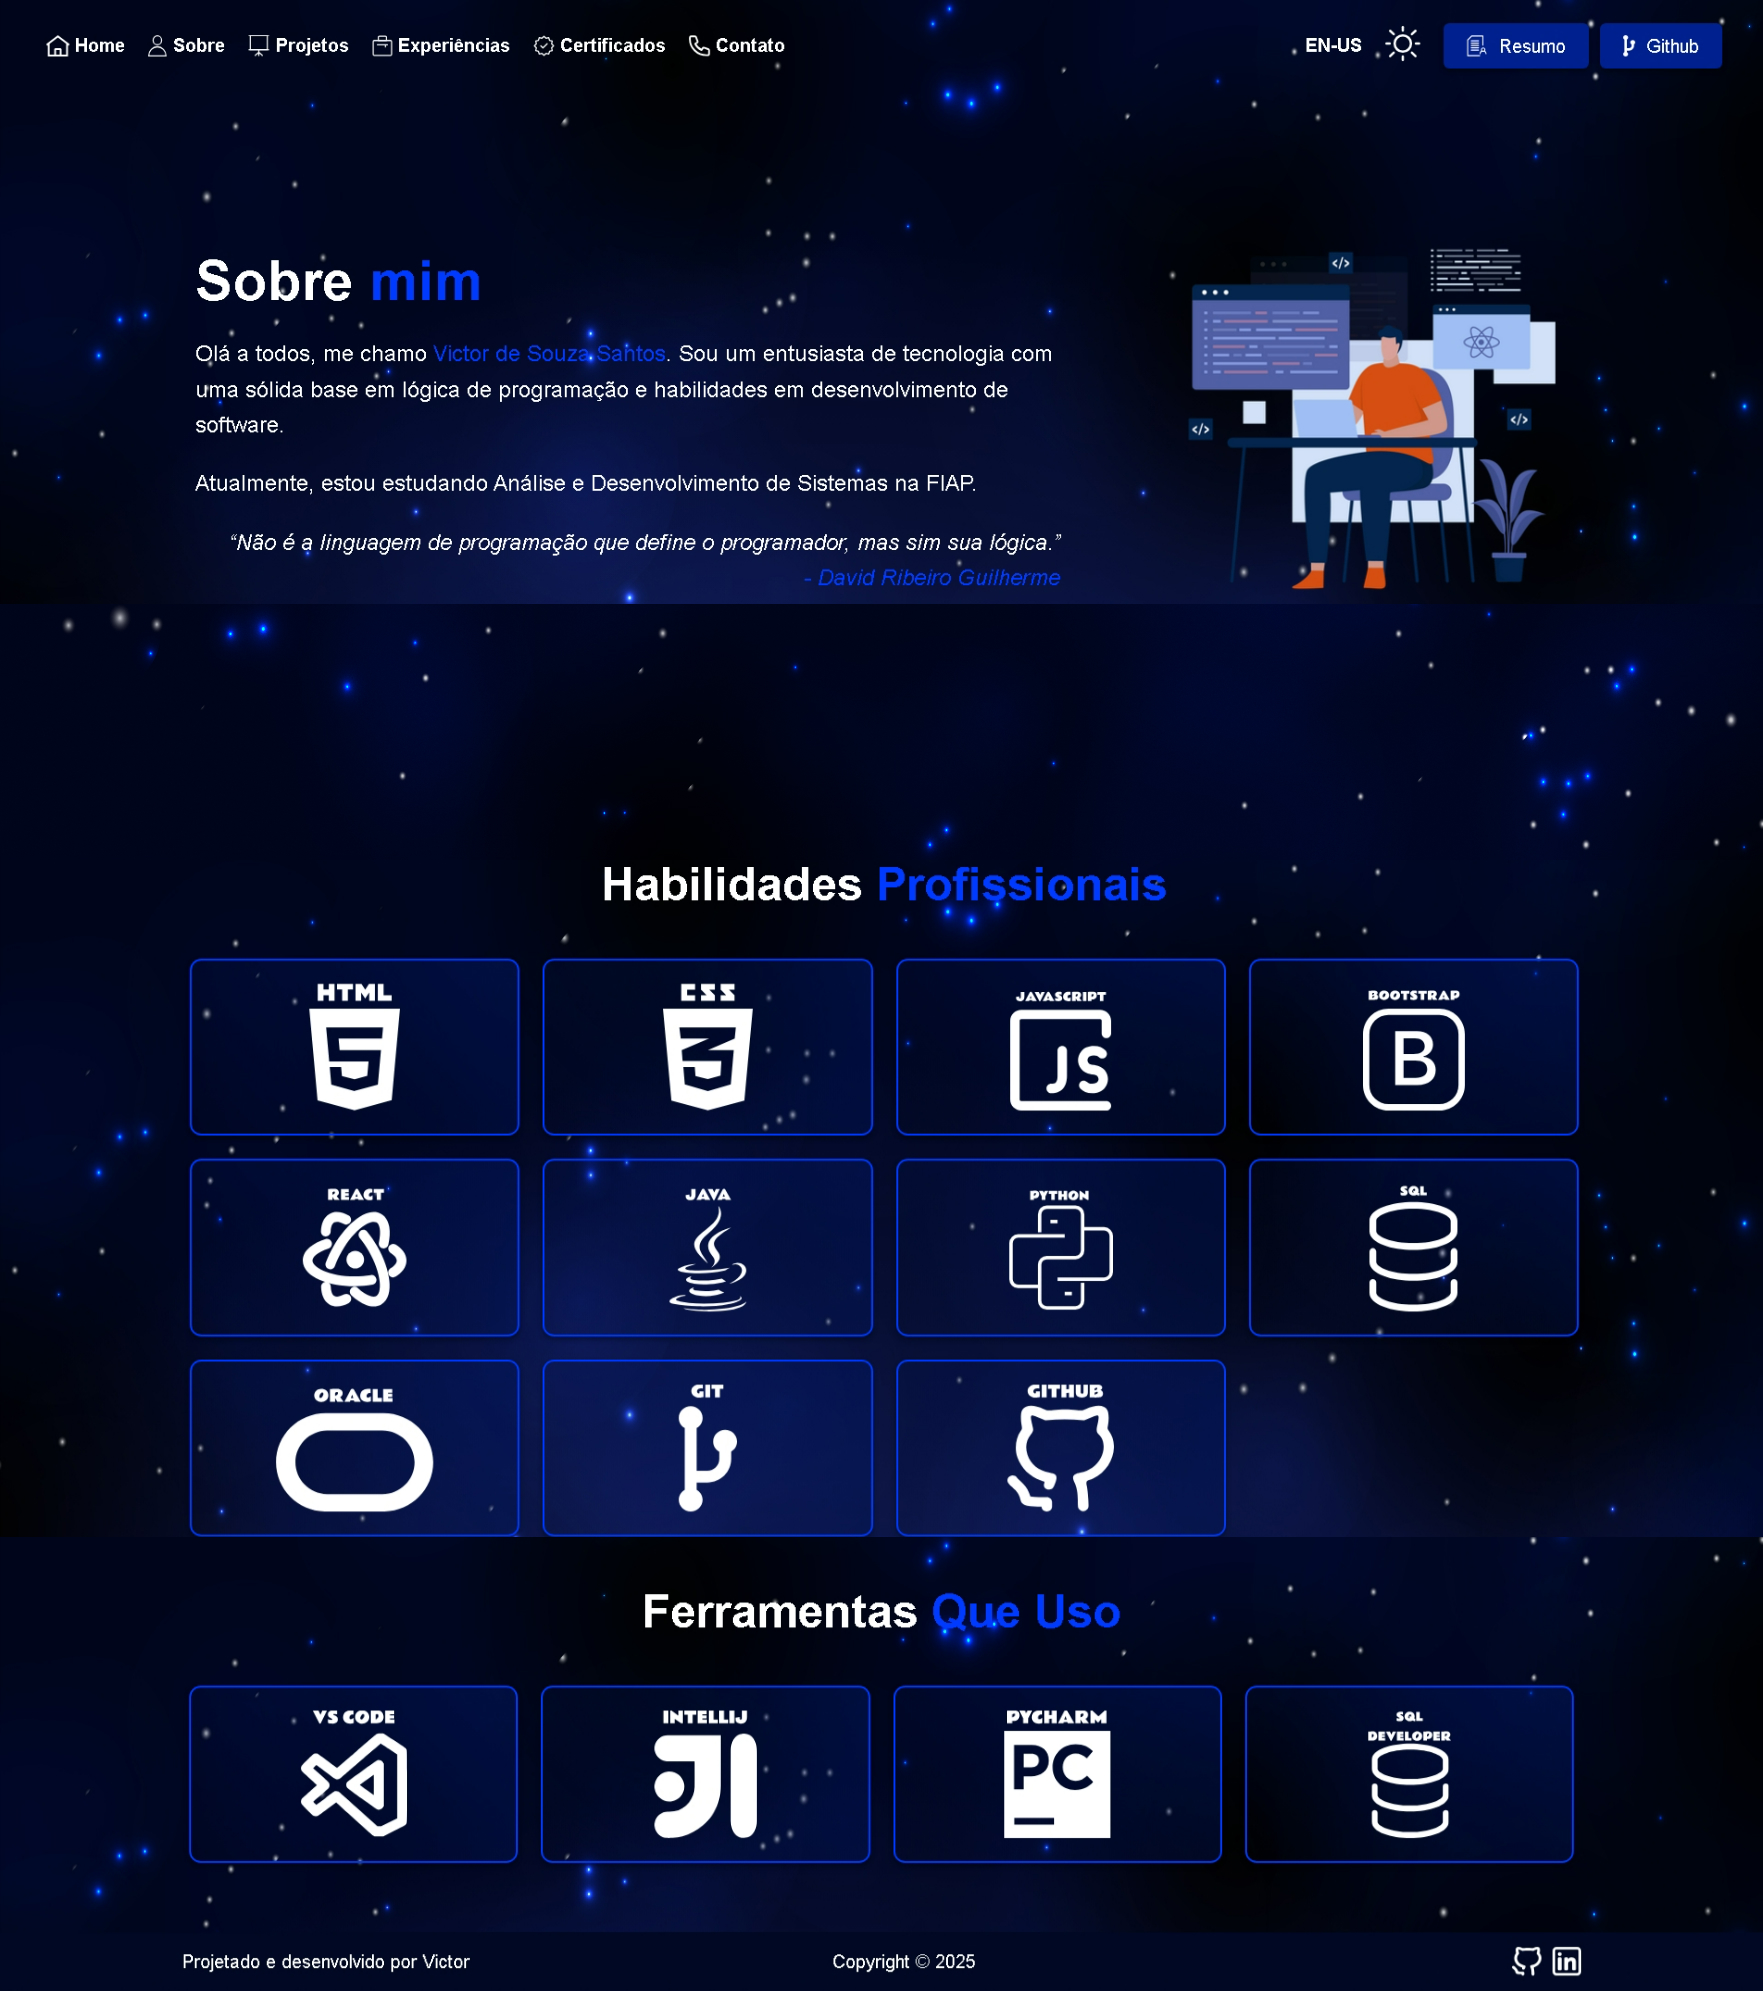 Home Sobre Projetos Experiências Certificados Contato EN-US Resumo Github
Sobre mim
Olá a todos, me chamo Victor de Souza Santos. Sou um entusiasta de tecnologia com
uma sólida base em lógica de programação e habilidades em desenvolvimento de
software.
Atualmente, estou estudando Análise e Desenvolvimento de Sistemas na FIAP.
“Não é a linguagem de programação que define o programador, mas sim sua lógica.”
- David Ribeiro Guilherme
</>
</>
</>
Habilidades Profissionais
HTML
5
CSS
3
JAVASCRIPT
JS
BOOTSTRAP
B
REACT
JAVA
PYTHON
SQL
ORACLE
GIT
GITHUB
Ferramentas Que Uso
VS CODE
INTELLIJ
PYCHARM
PC
SQL
DEVELOPER
Projetado e desenvolvido por Victor
Copyright © 2025
in